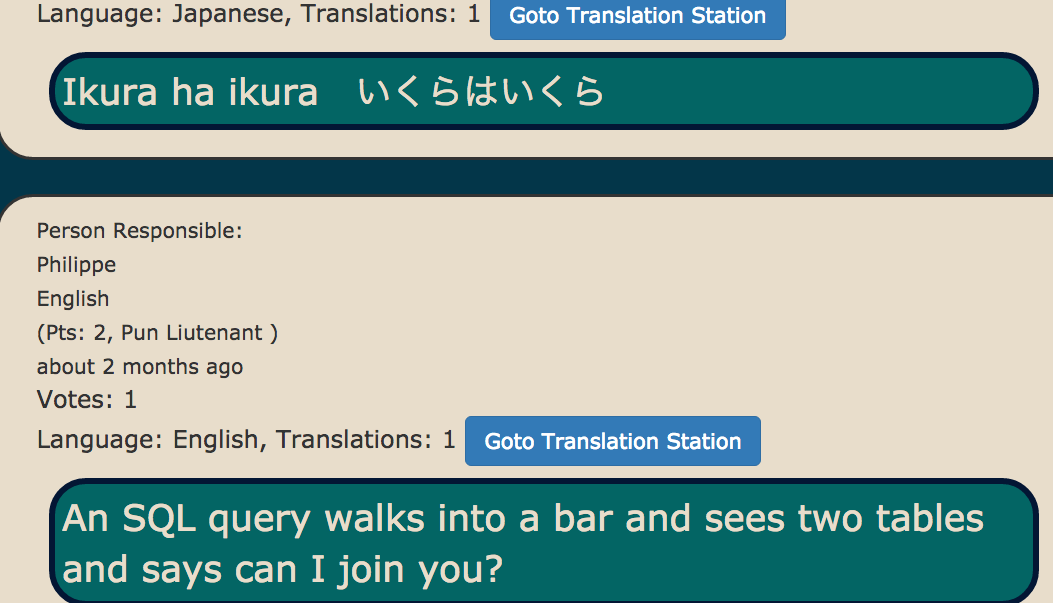 Language: Japanese, Translations: 1 Goto Translation Station
Ikura ha ikura　いくらはいくら
Person Responsible:
Philippe
English
(Pts: 2, Pun Liutenant )
about 2 months ago
Votes: 1
Language: English, Translations: 1 Goto Translation Station
An SQL query walks into a bar and sees two tables
and says can I join you?